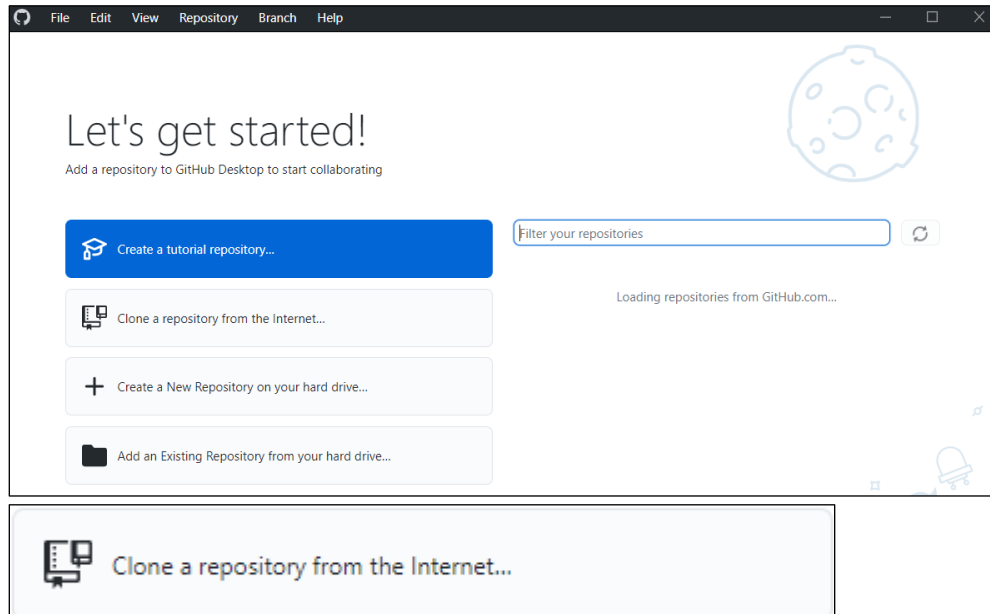 File Edit View Repository Branch Help
Let's get started!
Add a repository to GitHub Desktop to start collaborating
Create a tutorial repository...
Filter your repositories
Clone a repository from the Internet...
Loading repositories from GitHub.com...
Create a New Repository on your hard drive...
Add an Existing Repository from your hard drive...
Clone a repository from the Internet...